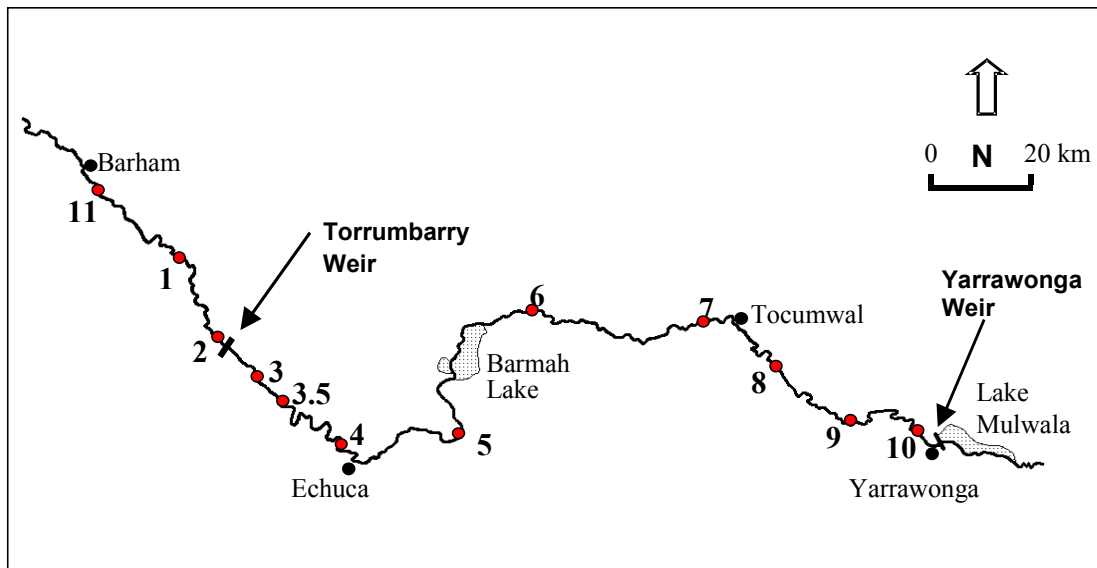 Barham
11
1
Torrumbarry
Weir
2
3
3.5
4
Echuca
5
Barmah
Lake
6
7
Tocumwal
8
9
10
Yarrawonga
Yarrawonga
Weir
Lake
Mulwala
0 N 20 km